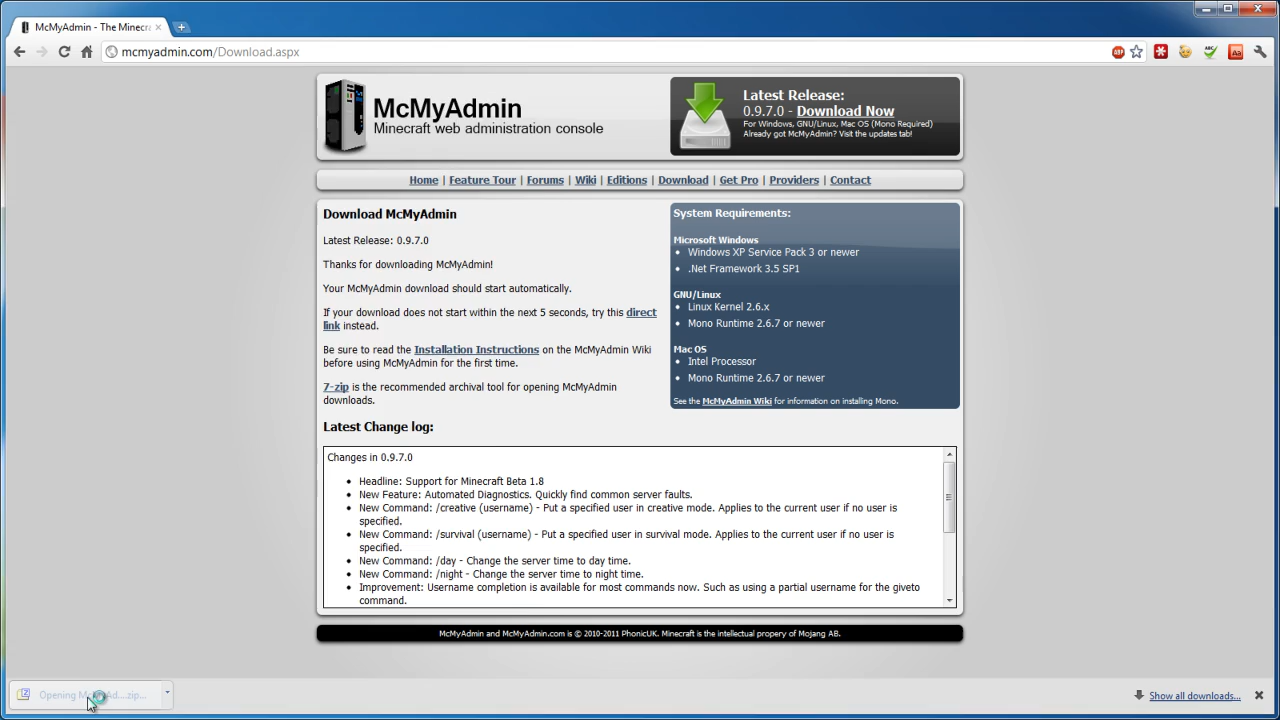 McMyAdmin - The Minecra
mcmyadmin.com/Download.aspx
McMyAdmin
Minecraft web administration console
Latest Release:
0.9.7.0 - Download Now
For Windows, GNU/Linux, Mac OS (Mono Required)
Already got McMyAdmin? Visit the updates tab!
Home | Feature Tour | Forums | Wiki | Editions | Download | Get Pro | Providers | Contact
Download McMyAdmin
Latest Release: 0.9.7.0
Thanks for downloading McMyAdmin!
Your McMyAdmin download should start automatically.
If your download does not start within the next 5 seconds, try this direct
link instead.
Be sure to read the Installation Instructions on the McMyAdmin Wiki
before using McMyAdmin for the first time.
7-zip is the recommended archival tool for opening McMyAdmin
downloads.
System Requirements:
Microsoft Windows
• Windows XP Service Pack 3 or newer
• .Net Framework 3.5 SP1
GNU/Linux
• Linux Kernel 2.6.x
• Mono Runtime 2.6.7 or newer
Mac OS
• Intel Processor
• Mono Runtime 2.6.7 or newer
See the McMyAdmin Wiki for information on installing Mono.
Latest Change log:
Changes in 0.9.7.0
• Headline: Support for Minecraft Beta 1.8
• New Feature: Automated Diagnostics. Quickly find common server faults.
• New Command: /creative (username) - Put a specified user in creative mode. Applies to the current user if no user is
specified.
• New Command: /survival (username) - Put a specified user in survival mode. Applies to the current user if no user is
specified.
• New Command: /day - Change the server time to day time.
• New Command: /night - Change the server time to night time.
• Improvement: Username completion is available for most commands now. Such as using a partial username for the giveto
command.
McMyAdmin and McMyAdmin.com is © 2010-2011 PhonicUK. Minecraft is the intellectual propery of Mojang AB.
Opening
Show all downloads...